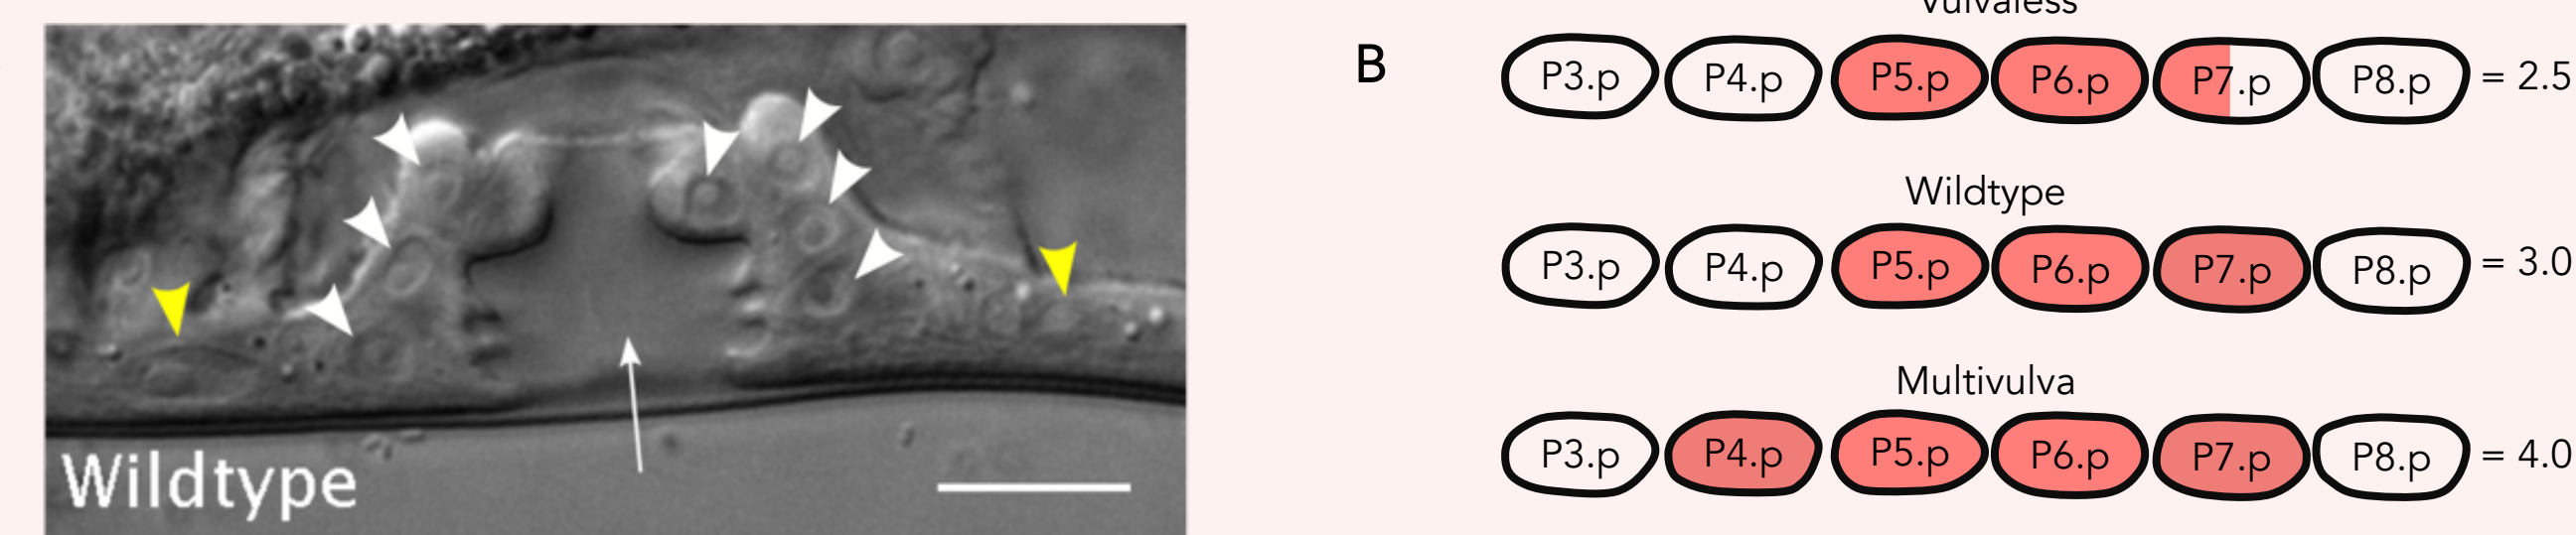 Wildtype
B
Vulvaless
P3.p P4.p P5.p P6.p P7.p P8.p = 2.5
Wildtype
P3.p P4.p P5.p P6.p P7.p P8.p = 3.0
Multivulva
P3.p P4.p P5.p P6.p P7.p P8.p = 4.0